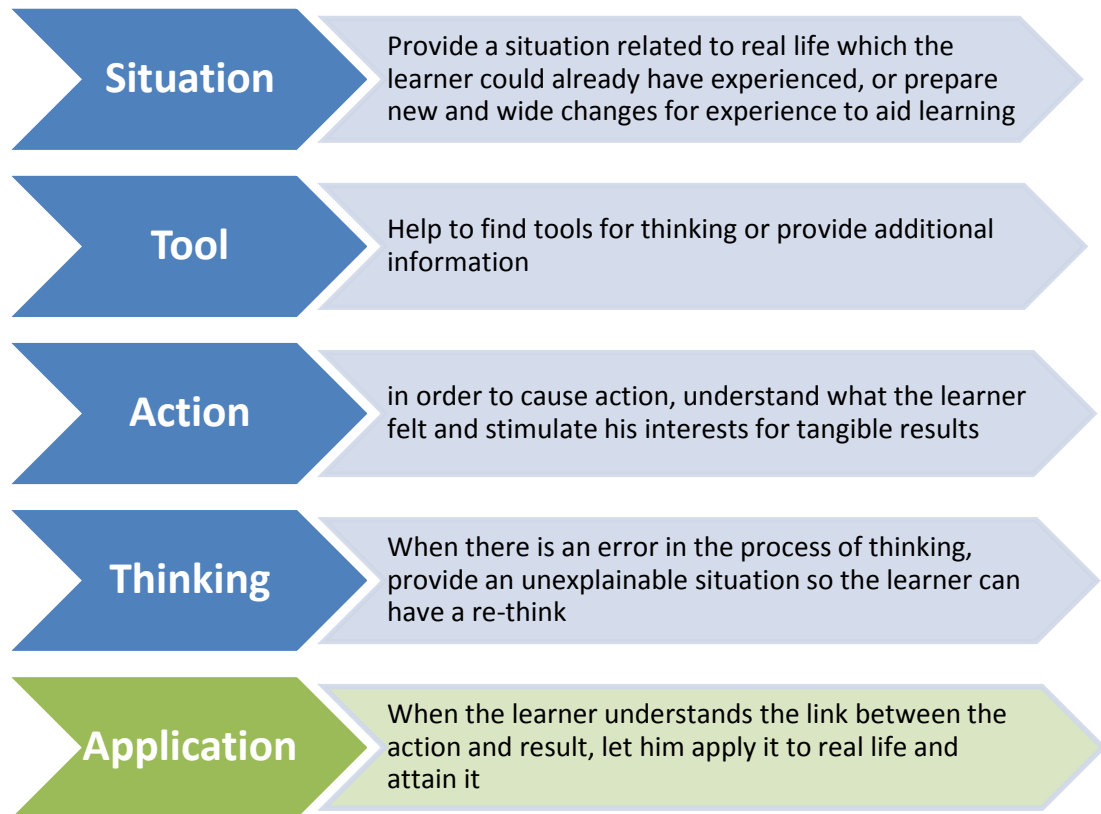 Situation
Provide a situation related to real life which the
learner could already have experienced, or prepare
new and wide changes for experience to aid learning
Tool
Help to find tools for thinking or provide additional
information
Action
in order to cause action, understand what the learner
felt and stimulate his interests for tangible results
Thinking
When there is an error in the process of thinking,
provide an unexplainable situation so the learner can
have a re-think
Application
When the learner understands the link between the
action and result, let him apply it to real life and
attain it